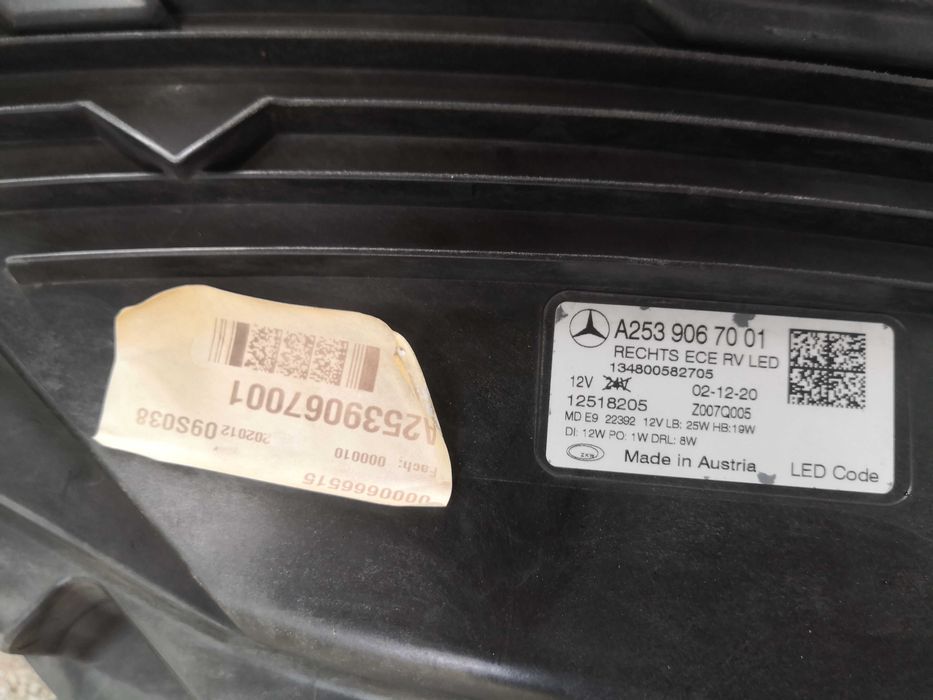 A253 906 70 01
RECHTS ECE RV LED
134800582705
12V 24V 02-12-20
12518205 Z007Q005
MD E9 22392 12V LB: 25W HB:19W
DI: 12W PO: 1W DRL: 8W
ZKW Made in Austria LED Code
0000666515
Fach: 000010
202012 09S038
A2539067001